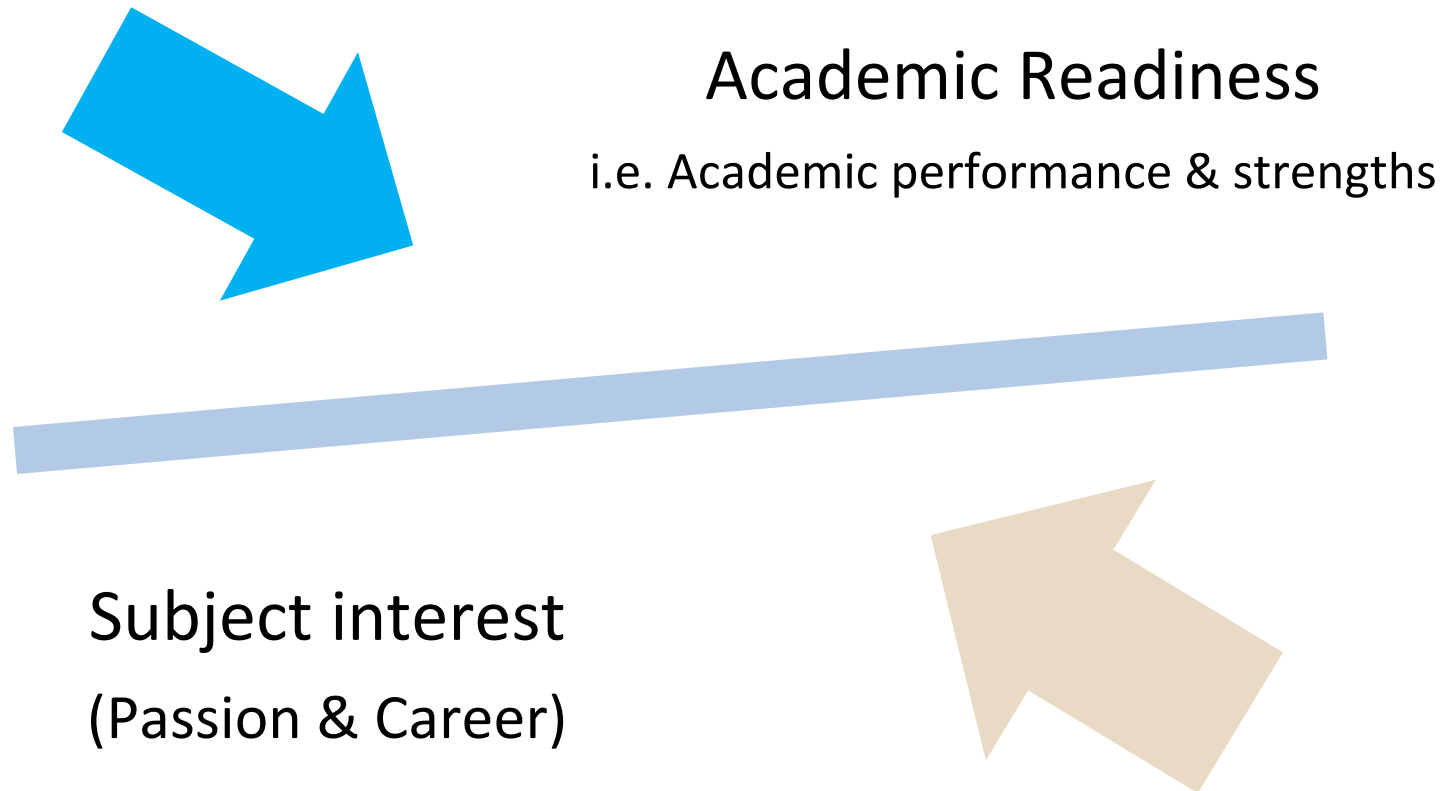 Academic Readiness
i.e. Academic performance & strengths
Subject interest
(Passion & Career)